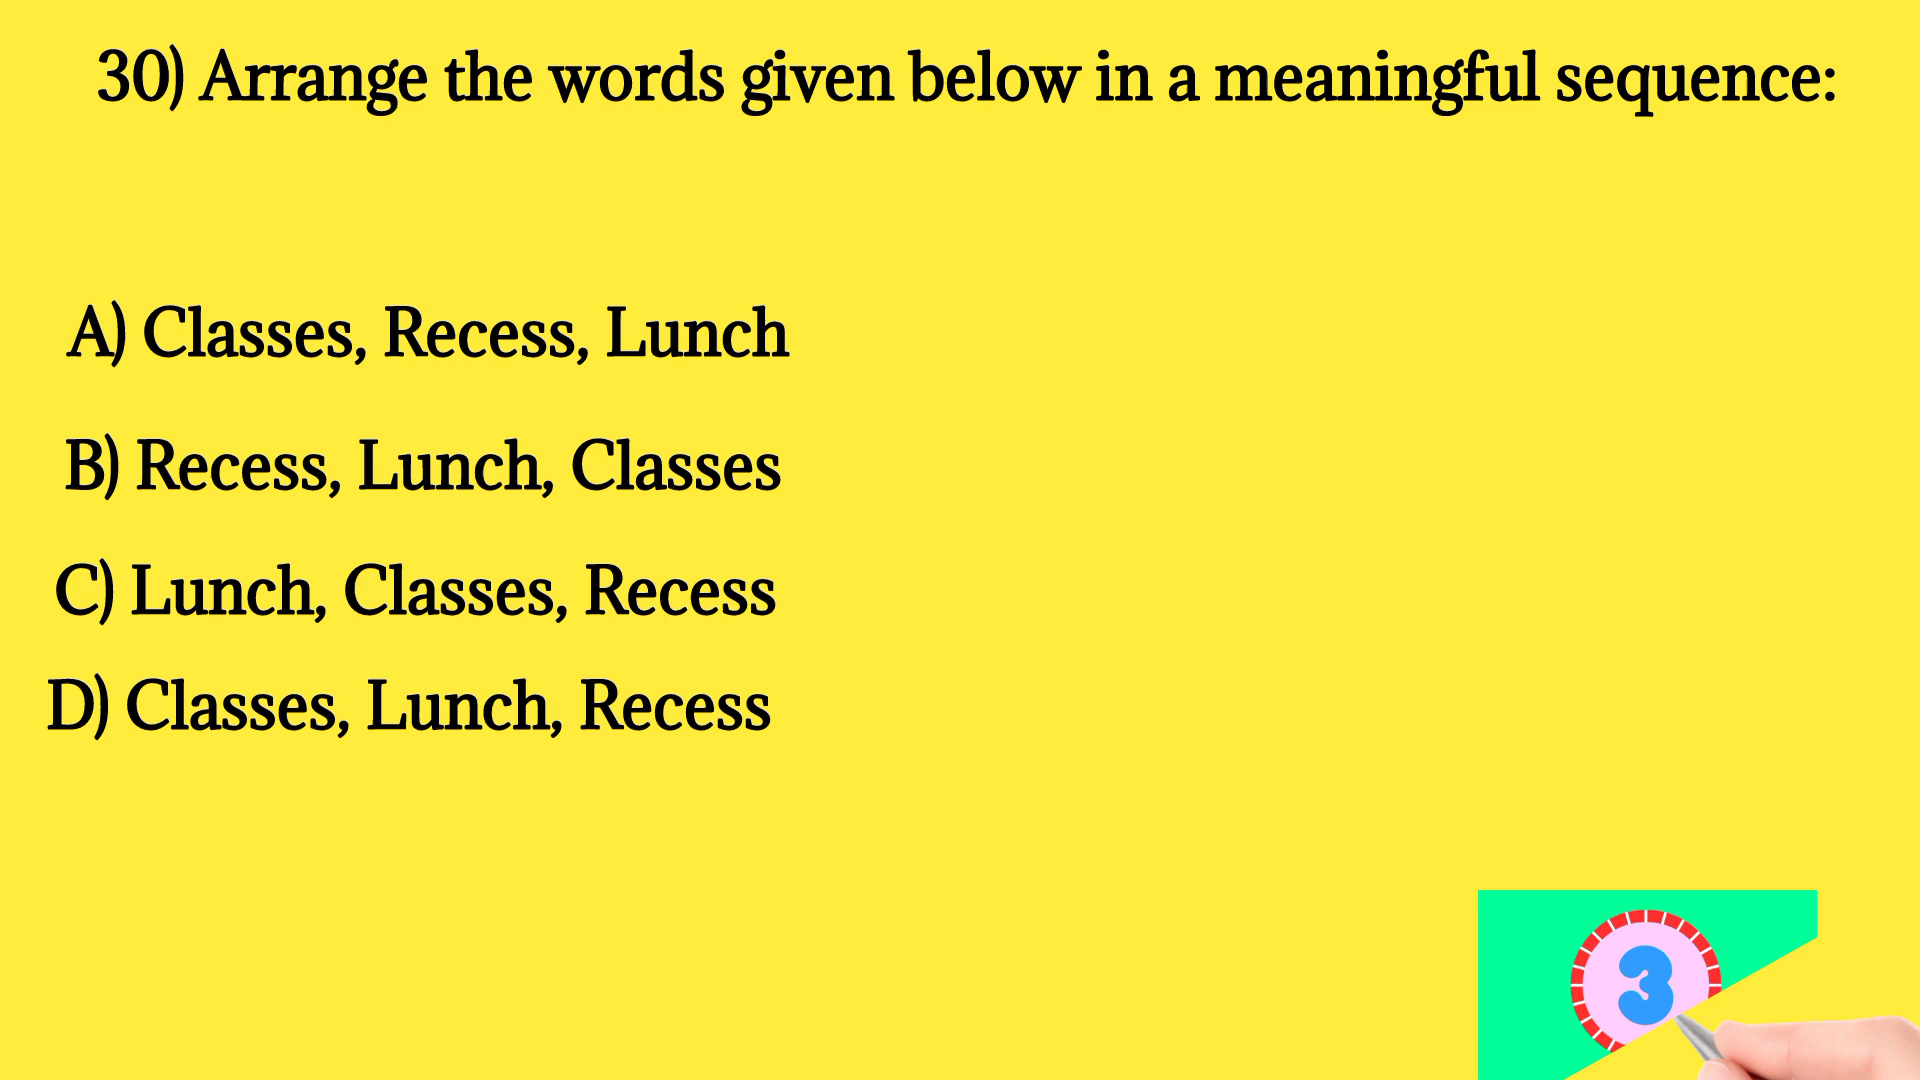 30) Arrange the words given below in a meaningful sequence:
A) Classes, Recess, Lunch
B) Recess, Lunch, Classes
C) Lunch, Classes, Recess
D) Classes, Lunch, Recess
3